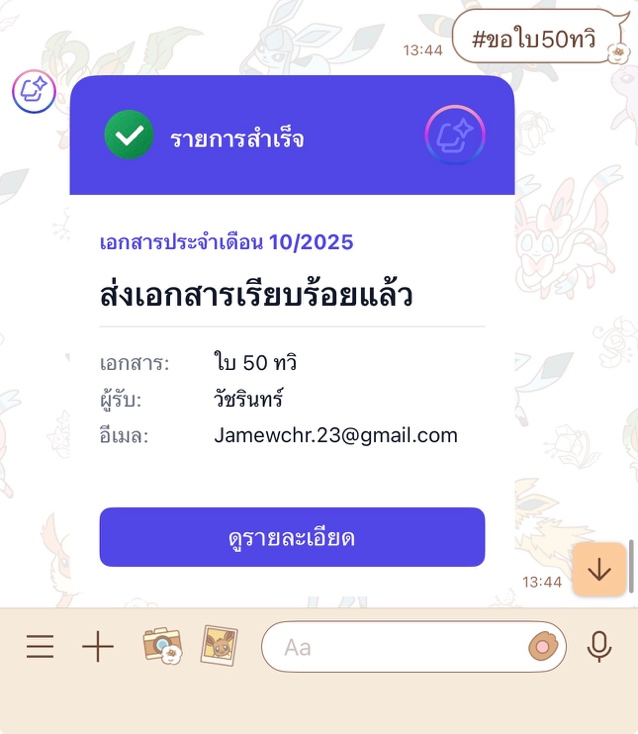 #ขอใบ50ทวิ
13:44
รายการสำเร็จ
เอกสารประจำเดือน 10/2025
ส่งเอกสารเรียบร้อยแล้ว
เอกสาร: ใบ 50 ทวิ
ผู้รับ: วัชรินทร์
อีเมล: Jamewchr.23@gmail.com
ดูรายละเอียด
13:44
Aa